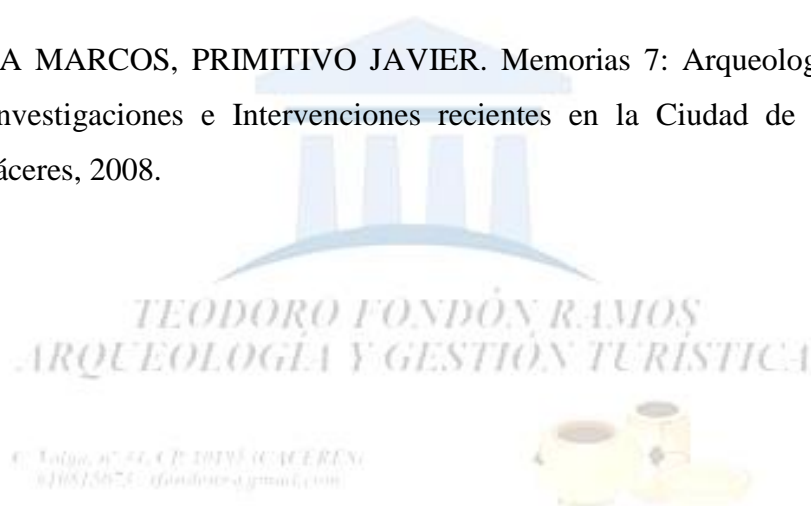 A MARCOS, PRIMITIVO JAVIER. Memorias 7: Arqueolog
nvestigaciones e Intervenciones recientes en la Ciudad de
áceres, 2008.
TEODORO FONDÓN RAMOS
ARQUEOLOGÍA Y GESTIÓN TURÍSTICA
(CÁCERES)